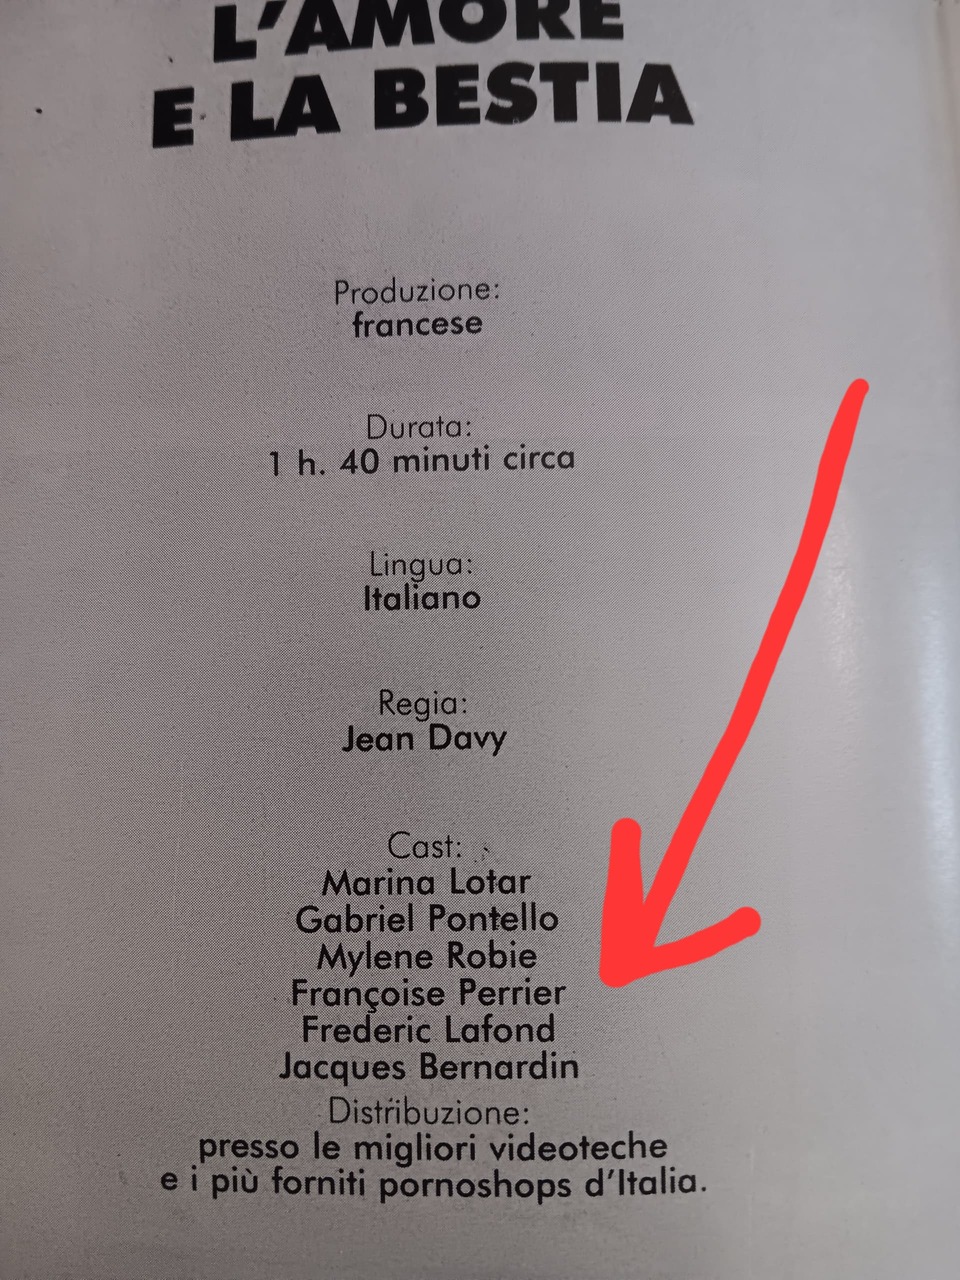 L'AMORE
E LA BESTIA
Produzione:
francese
Durata:
1 h. 40 minuti circa
Lingua:
Italiano
Regia:
Jean Davy
Cast:
Marina Lotar
Gabriel Pontello
Mylene Robie
Françoise Perrier
Frederic Lafond
Jacques Bernardin
Distribuzione:
presso le migliori videoteche
e i più forniti pornoshops d'Italia.